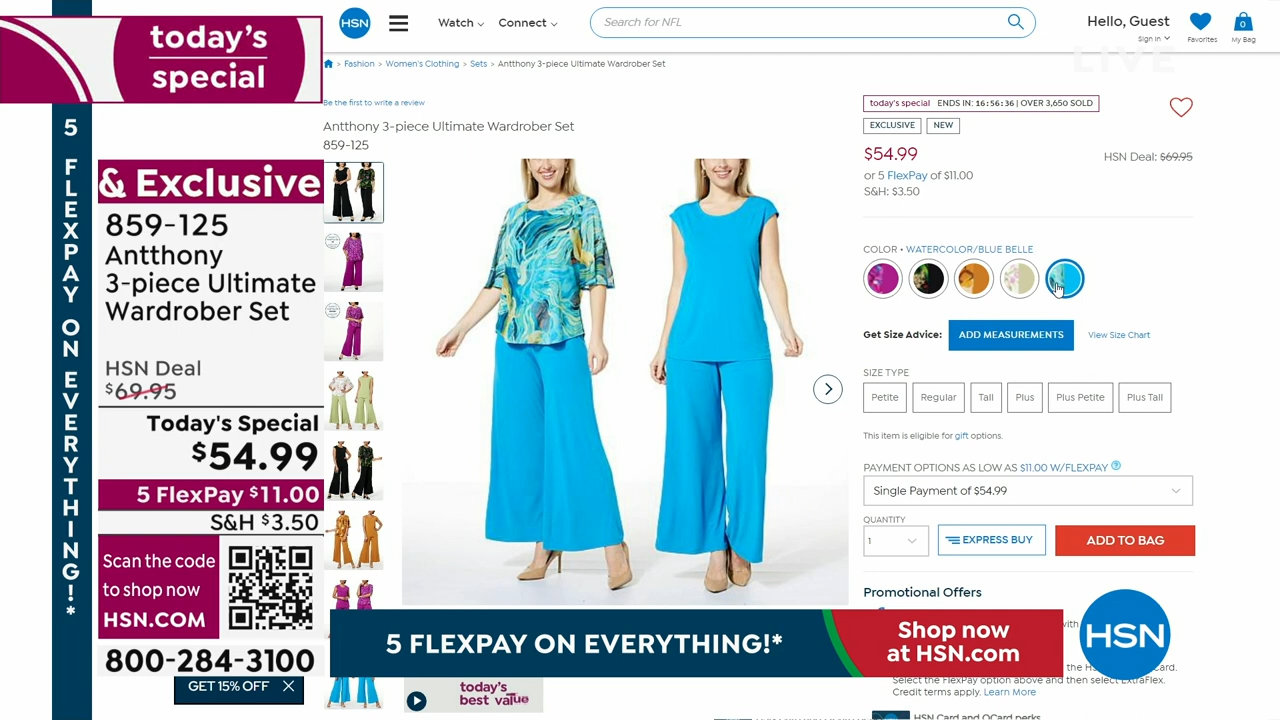 today's
special
5 FLEXPAY ON EVERYTHING!*
& Exclusive
859-125
Antthony
3-piece Ultimate
Wardrober Set
HSN Deal
$69.95
Today's Special
$54.99
5 FlexPay $11.00
S&H $3.50
Scan the code
to shop now
HSN.COM
800-284-3100
GET 15% OFF
HSN
Watch
Connect
Search for NFL
Hello, Guest
Sign In
Favorites
0
My Bag
LIVE
> Fashion > Women's Clothing > Sets > Antthony 3-piece Ultimate Wardrober Set
Be the first to write a review
Antthony 3-piece Ultimate Wardrober Set
859-125
today's special ENDS IN: 16:56:36 | OVER 3,650 SOLD
EXCLUSIVE NEW
$54.99 HSN Deal: $69.95
or 5 FlexPay of $11.00
S&H: $3.50
COLOR • WATERCOLOR/BLUE BELLE
Get Size Advice: ADD MEASUREMENTS View Size Chart
SIZE TYPE
Petite Regular Tall Plus Plus Petite Plus Tall
This item is eligible for gift options.
PAYMENT OPTIONS AS LOW AS $11.00 W/FLEXPAY
Single Payment of $54.99
QUANTITY
1
EXPRESS BUY
ADD TO BAG
Promotional Offers
with
the HS card.
Select the FlexPay option above and then select ExtraFlex.
Credit terms apply. Learn More
HSN Card and QCard perks
5 FLEXPAY ON EVERYTHING!*
Shop now
at HSN.com
HSN
today's
best value